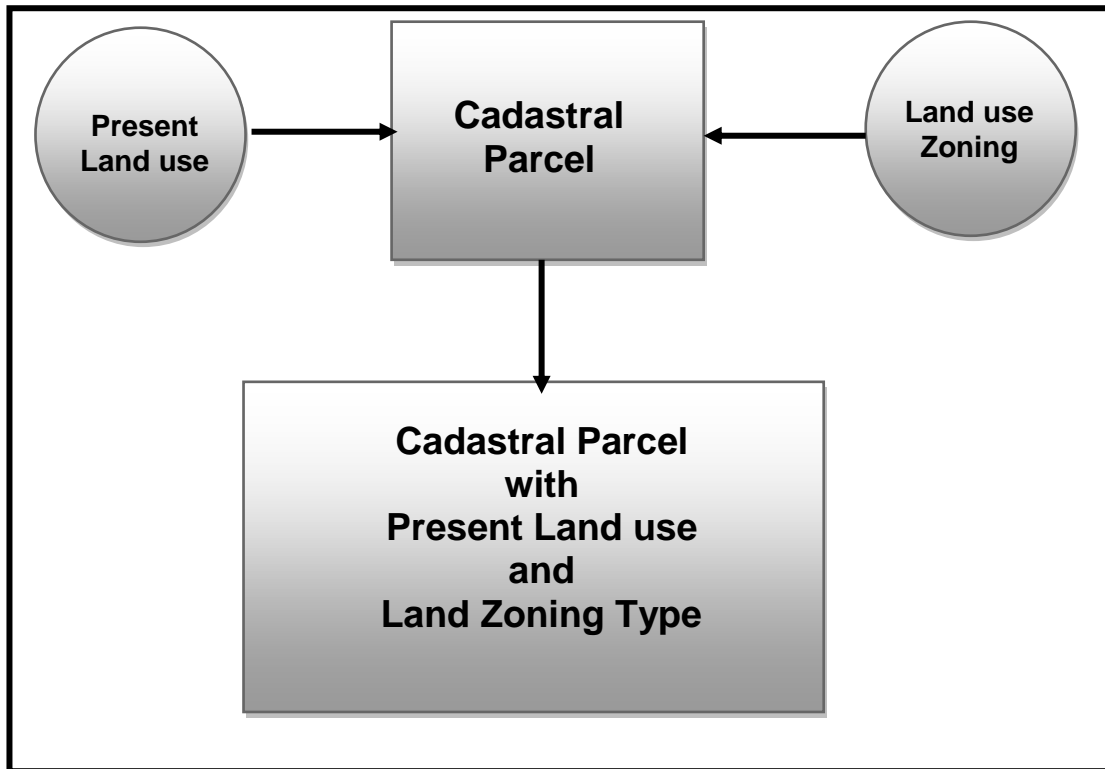 Present
Land use
Cadastral
Parcel
Land use
Zoning
Cadastral Parcel
with
Present Land use
and
Land Zoning Type